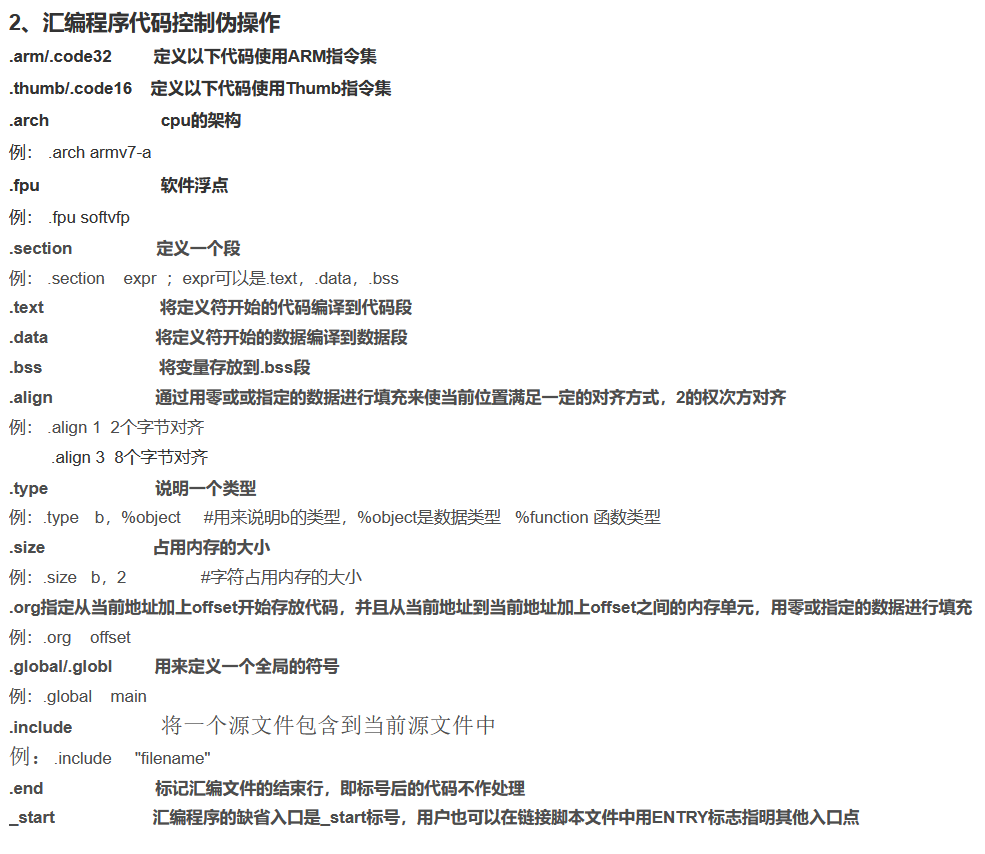 2、汇编程序代码控制伪操作
.arm/.code32 定义以下代码使用ARM指令集
.thumb/.code16 定义以下代码使用Thumb指令集
.arch cpu的架构
例： .arch armv7-a
.fpu 软件浮点
例： .fpu softvfp
.section 定义一个段
例： .section expr ；expr可以是.text，.data，.bss
.text 将定义符开始的代码编译到代码段
.data 将定义符开始的数据编译到数据段
.bss 将变量存放到.bss段
.align 通过用零或或指定的数据进行填充来使当前位置满足一定的对齐方式，2的权次方对齐
例： .align 1 2个字节对齐
.align 3 8个字节对齐
.type 说明一个类型
例：.type b，%object #用来说明b的类型，%object是数据类型 %function 函数类型
.size 占用内存的大小
例：.size b，2 #字符占用内存的大小
.org指定从当前地址加上offset开始存放代码，并且从当前地址到当前地址加上offset之间的内存单元，用零或指定的数据进行填充
例：.org offset
.global/.globl 用来定义一个全局的符号
例：.global main
.include 将一个源文件包含到当前源文件中
例：.include "filename"
.end 标记汇编文件的结束行，即标号后的代码不作处理
_start 汇编程序的缺省入口是_start标号，用户也可以在链接脚本文件中用ENTRY标志指明其他入口点